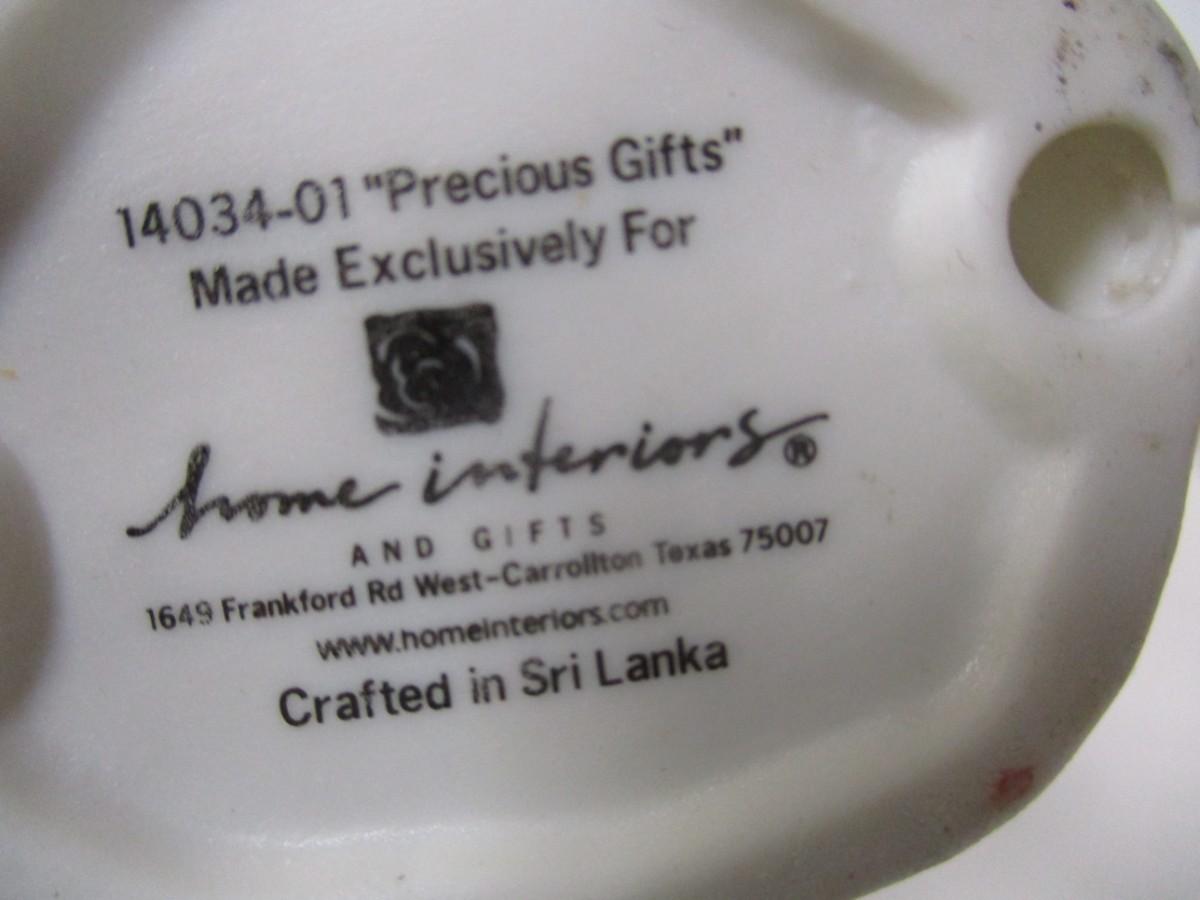 14034-01 "Precious Gifts"
Made Exclusively For
home interiors®
AND GIFTS
1649 Frankford Rd West-Carrollton Texas 75007
www.homeinteriors.com
Crafted in Sri Lanka